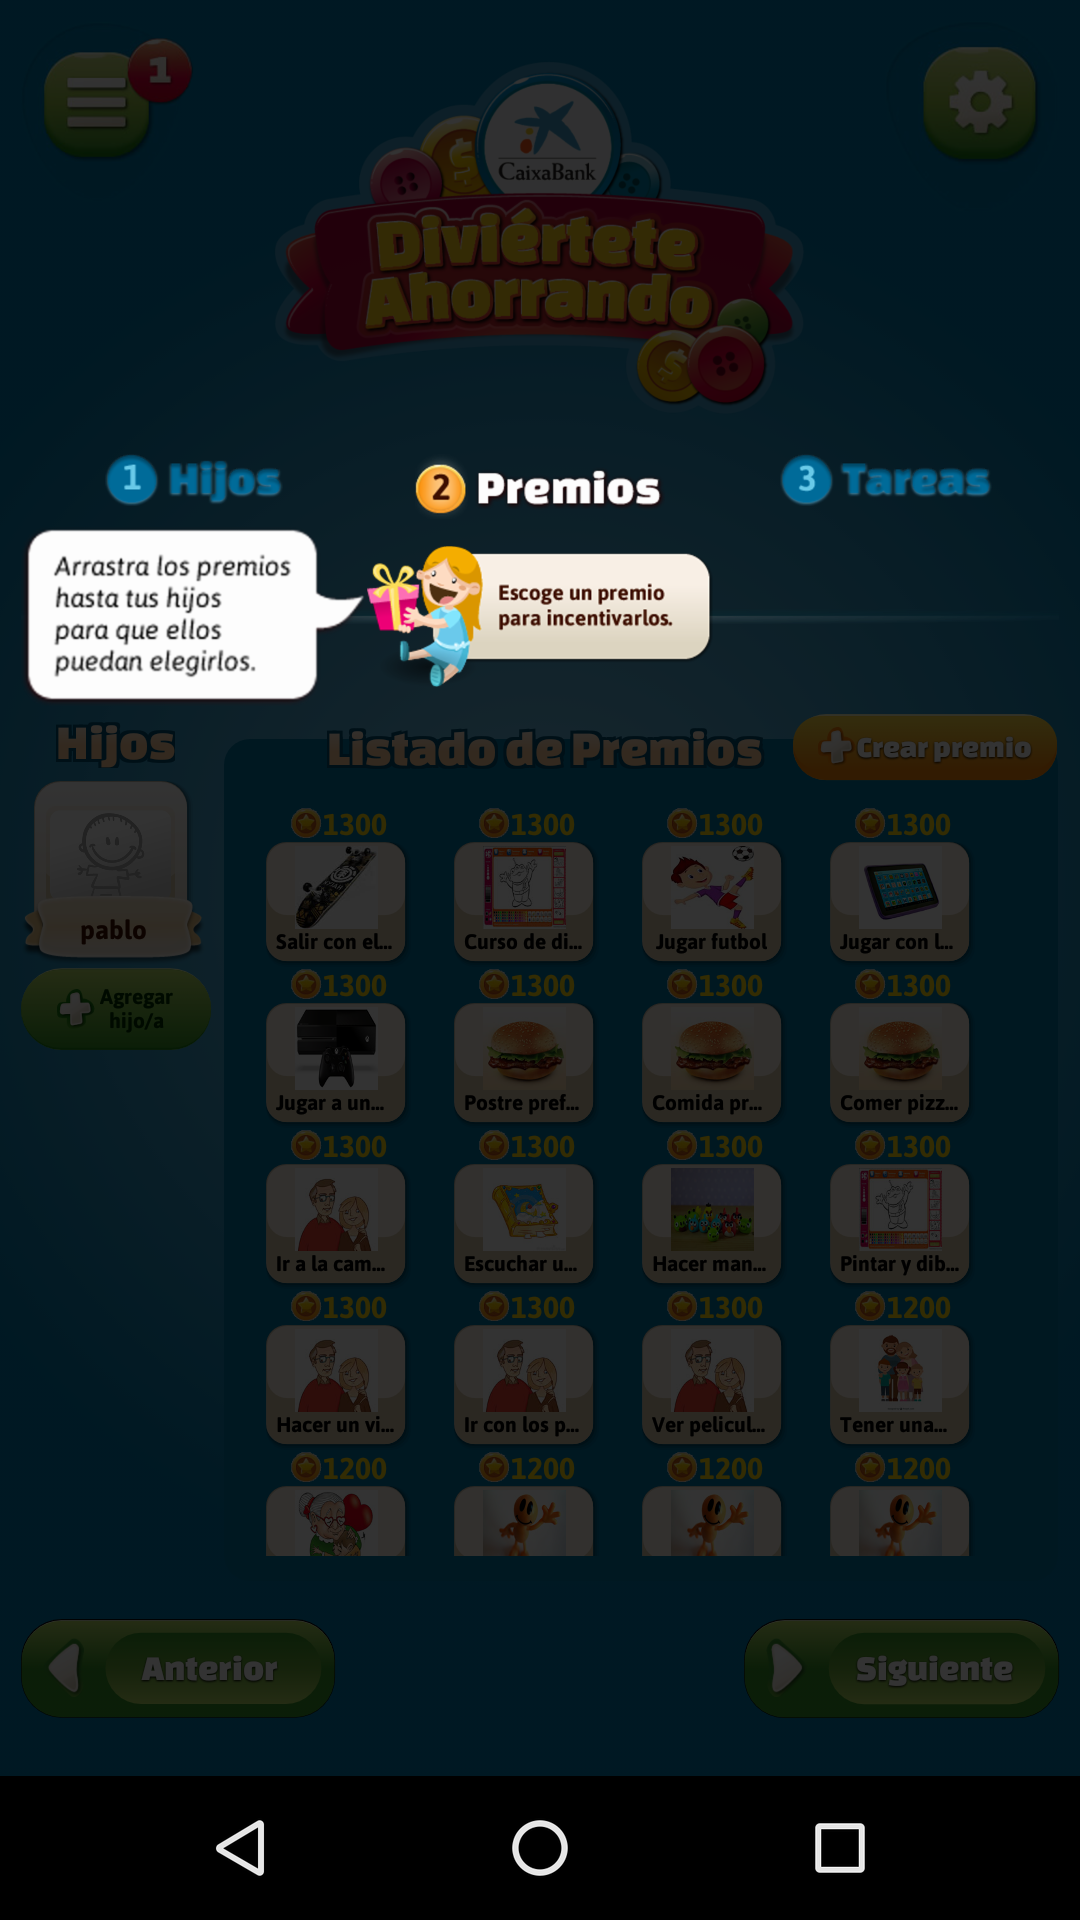 1
CaixaBank
Diviértete
Ahorrando
1 Hijos
2 Premios
3 Tareas
Arrastra los premios
hasta tus hijos
para que ellos
puedan elegirlos.
Escoge un premio
para incentivarlos.
Hijos
Listado de Premios
Crear premio
pablo
Agregar
hijo/a
1300 1300 1300 1300
Salir con el... Curso de di... Jugar futbol Jugar con l...
1300 1300 1300 1300
Jugar a un... Postre pref... Comida pr... Comer pizz...
1300 1300 1300 1300
Ir a la cam... Escuchar u... Hacer man... Pintar y dib...
1300 1300 1300 1200
Hacer un vi... Ir con los p... Ver pelicul... Tener una...
1200 1200 1200 1200
Anterior
Siguiente